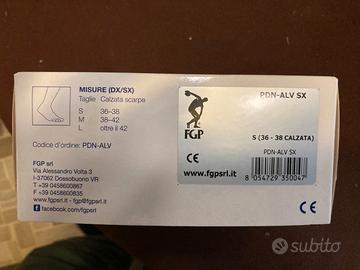 MISURE (DX/SX)
Taglie Calzata scarpe
S 36-38
M 38-42
L oltre il 42
Codice d'ordine: PDN-ALV
FGP srl
Via Alessandro Volta 3
I-37062 Dossobuono VR
T +39 0458600867
F +39 0458600835
www.fgpsrl.it - fgp@fgpsrl.it
facebook.com/fgpsrl
CE
FGP
PDN-ALV SX
S (36 - 38 CALZATA)
PDN-ALV SX
CE
www.fgpsrl.it
8 054729 350047
subito